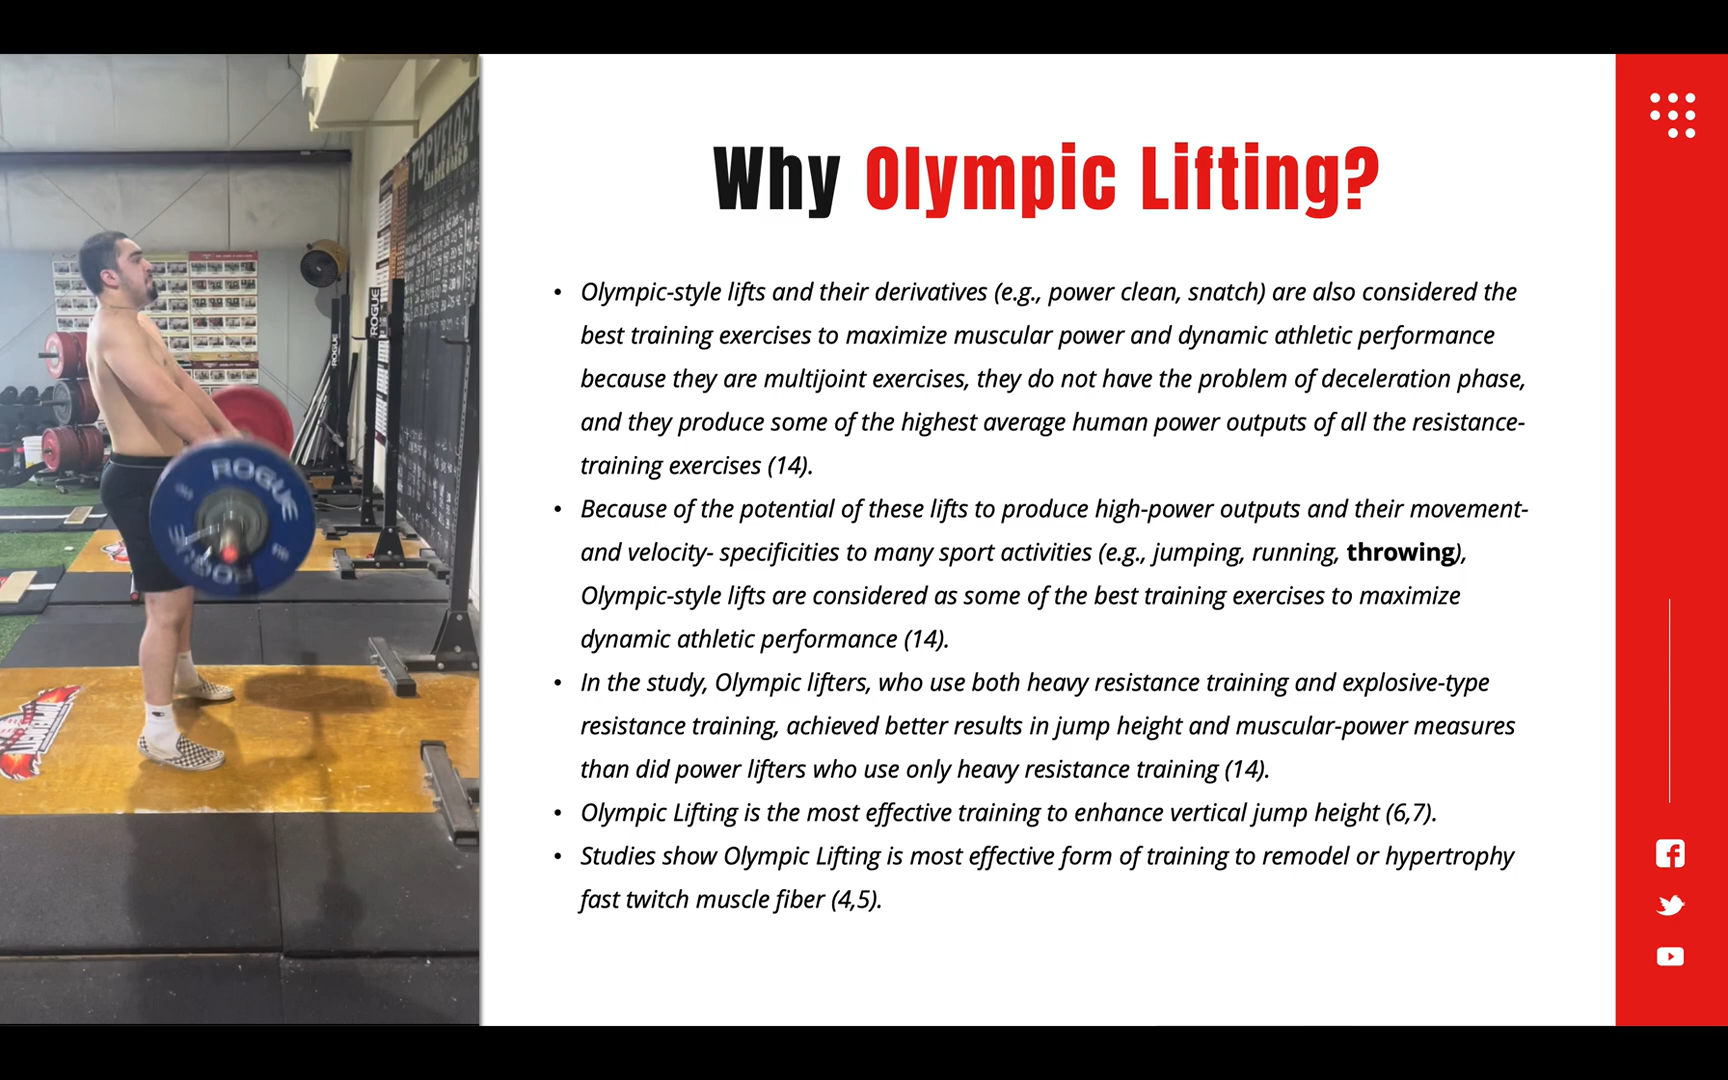 TOPVELOCITY
Why Olympic Lifting?
• Olympic-style lifts and their derivatives (e.g., power clean, snatch) are also considered the
best training exercises to maximize muscular power and dynamic athletic performance
because they are multijoint exercises, they do not have the problem of deceleration phase,
and they produce some of the highest average human power outputs of all the resistance-
training exercises (14).
• Because of the potential of these lifts to produce high-power outputs and their movement-
and velocity- specificities to many sport activities (e.g., jumping, running, throwing),
Olympic-style lifts are considered as some of the best training exercises to maximize
dynamic athletic performance (14).
• In the study, Olympic lifters, who use both heavy resistance training and explosive-type
resistance training, achieved better results in jump height and muscular-power measures
than did power lifters who use only heavy resistance training (14).
• Olympic Lifting is the most effective training to enhance vertical jump height (6,7).
• Studies show Olympic Lifting is most effective form of training to remodel or hypertrophy
fast twitch muscle fiber (4,5).
ROGUE
ROGUE
ROGUE
ROGUE